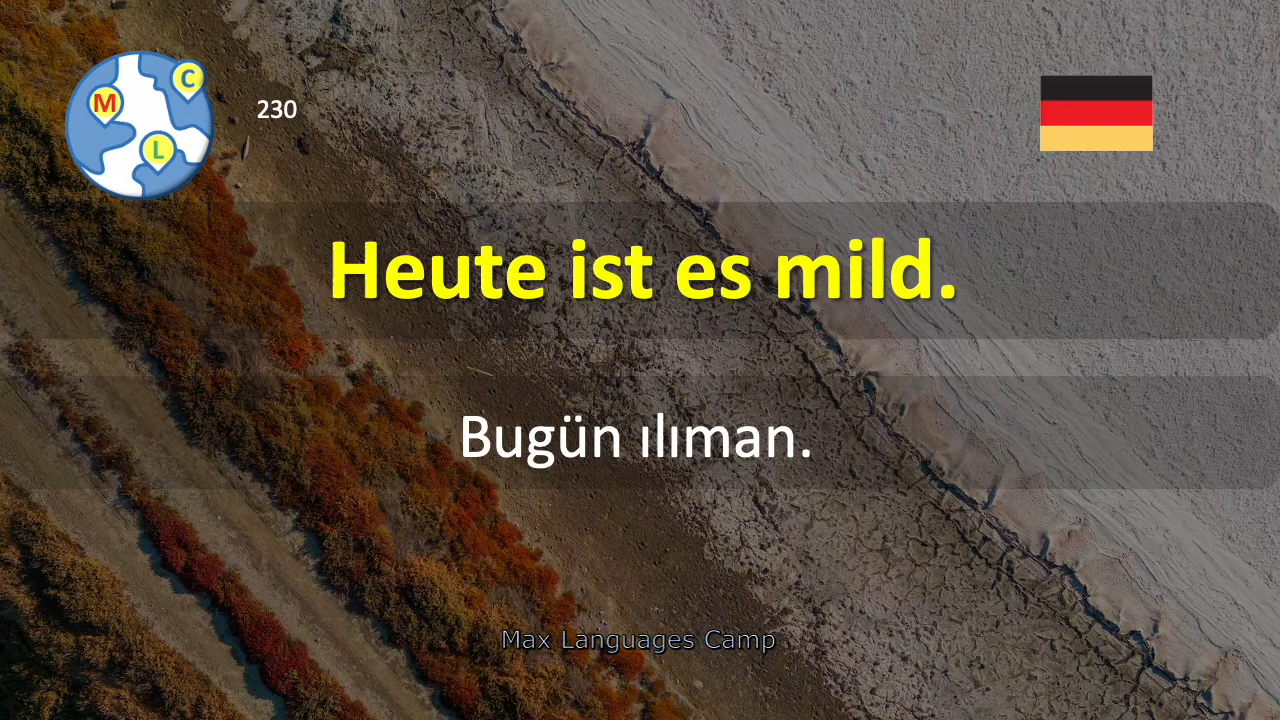 M
C
L
230
Heute ist es mild.
Bugün ılıman.
Max Languages Camp